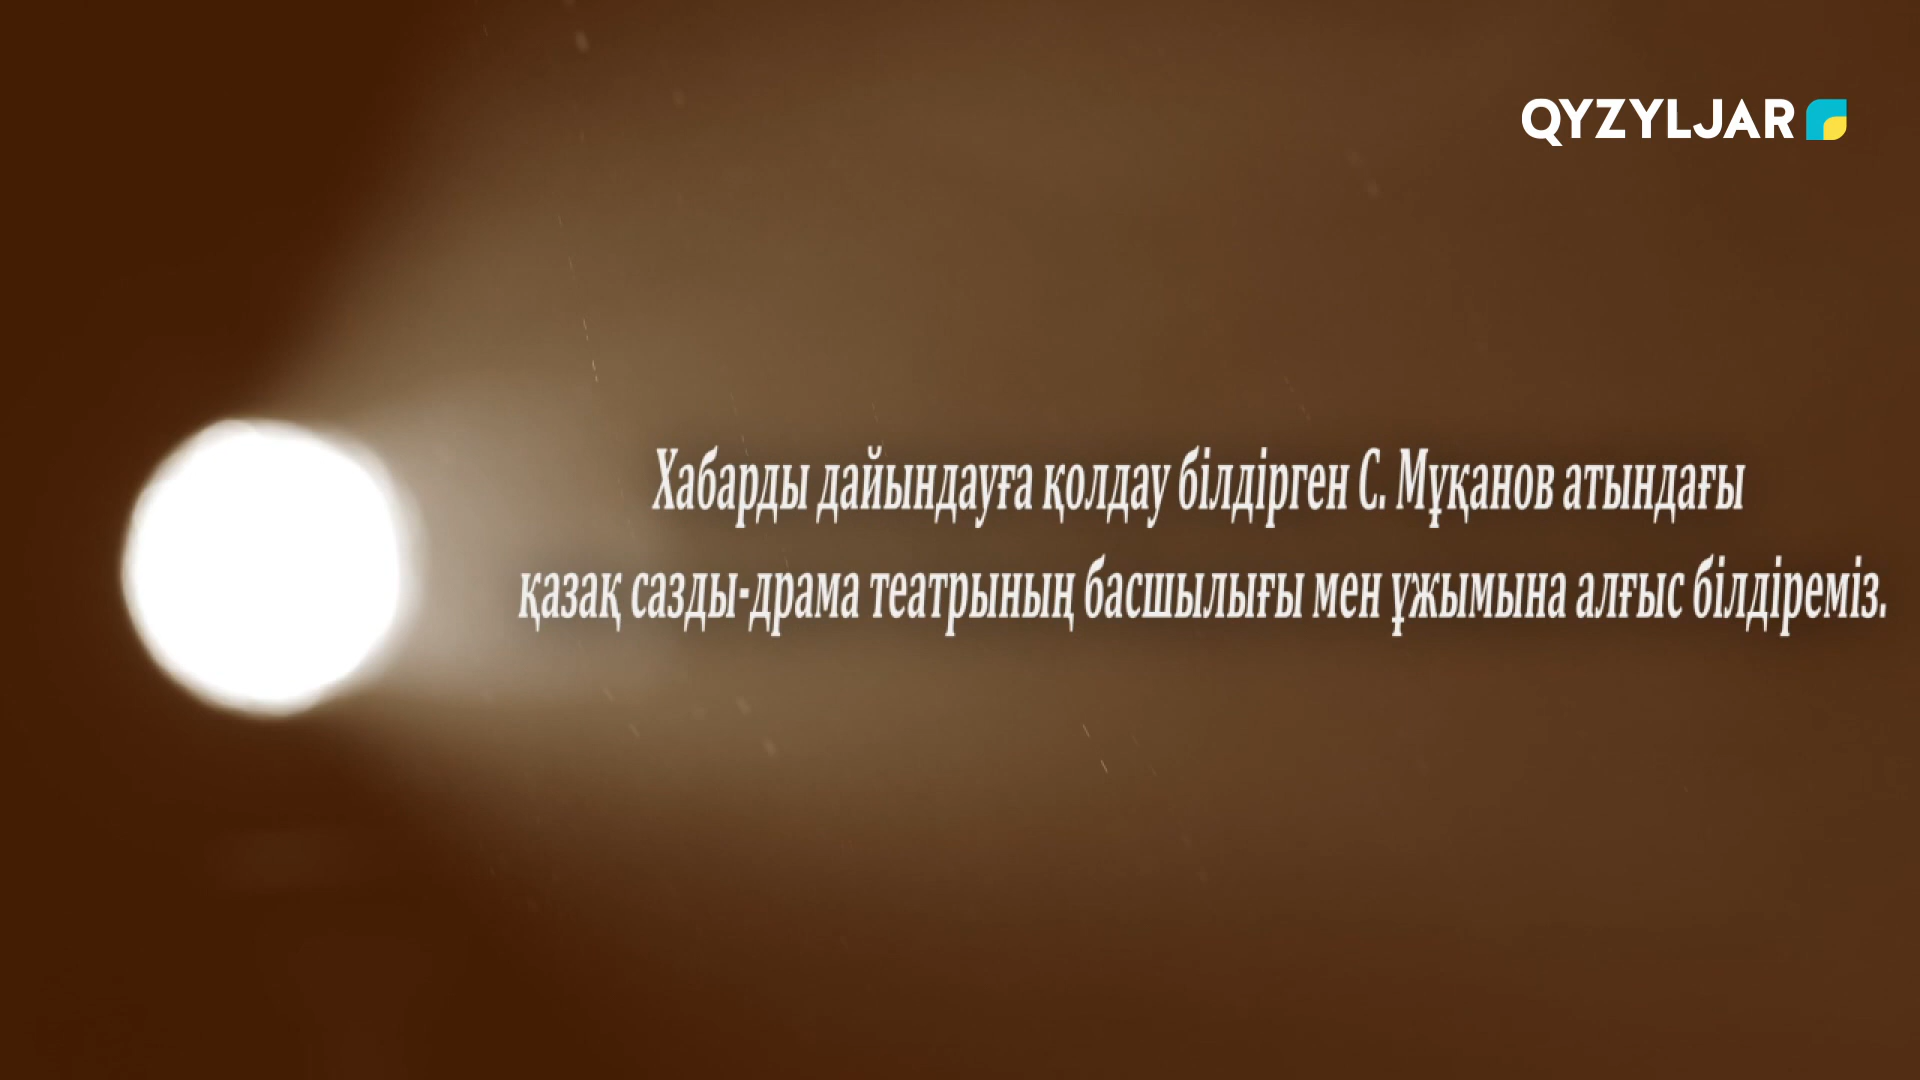 QYZYLJAR
Хабарды дайындауға қолдау білдірген С. Мұқанов атындағы
қазақ сазды-драма театрының басшылығы мен ұжымына алғыс білдіреміз.